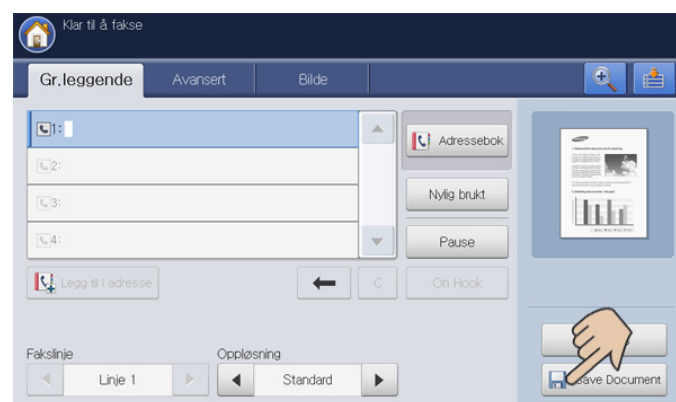 Klar til å fakse
Gr.leggende
Avansert
Bilde
1:
Adressebok
2:
3:
Nylig brukt
4:
Pause
Legg til i adresse
C
On Hook
Fakslinje
Oppløsning
Linje 1
Standard
Save Document